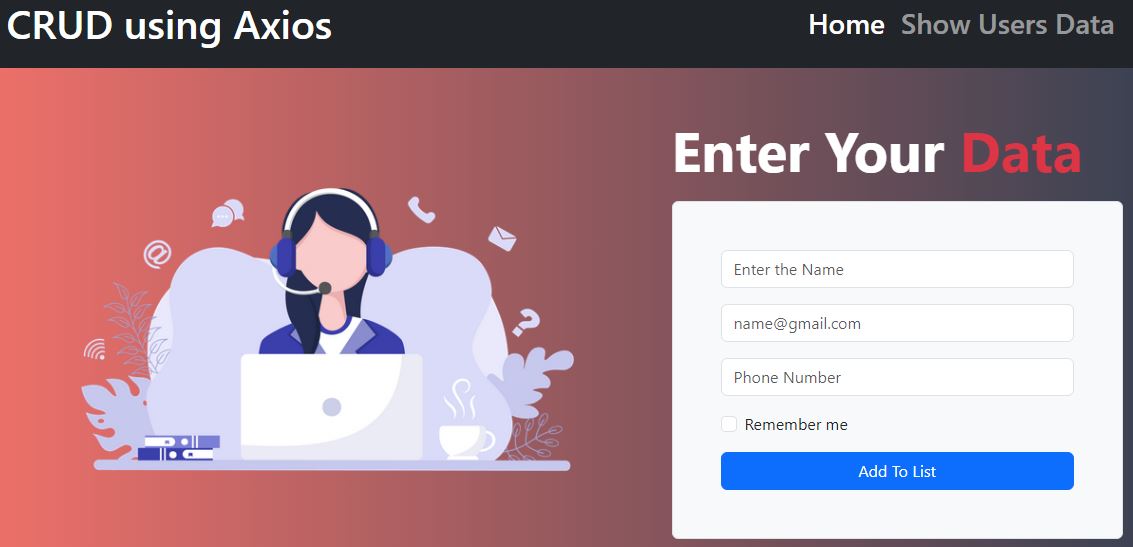 CRUD using Axios
Home Show Users Data
Enter Your Data
Enter the Name
name@gmail.com
Phone Number
Remember me
Add To List